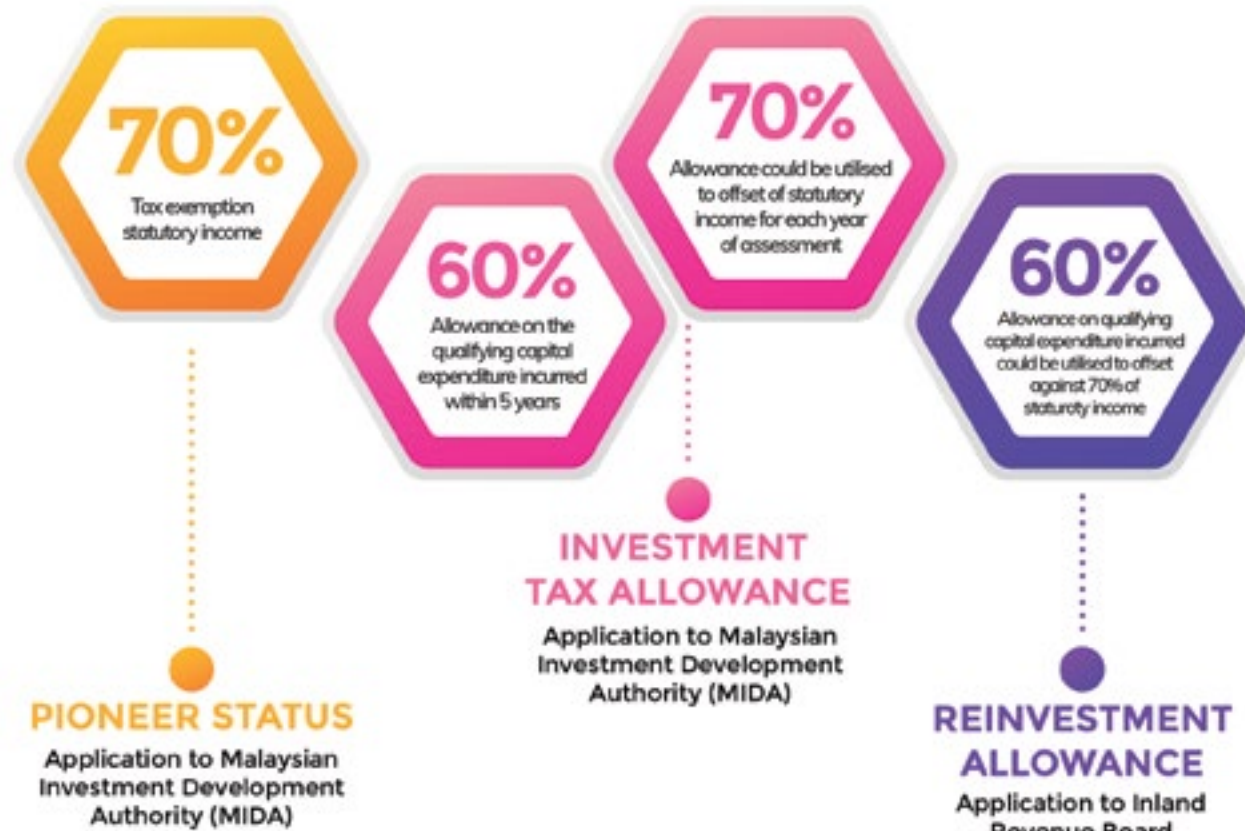 70%
Tax exemption
statutory income
60%
Allowance on the
qualifying capital
expenditure incurred
within 5 years
70%
Allowance could be utilised
to offset of statutory
income for each year
of assessment
60%
Allowance on qualifying
capital expenditure incurred
could be utilised to offset
against 70% of
staturoty income
PIONEER STATUS
Application to Malaysian
Investment Development
Authority (MIDA)
INVESTMENT
TAX ALLOWANCE
Application to Malaysian
Investment Development
Authority (MIDA)
REINVESTMENT
ALLOWANCE
Application to Inland
Revenue Board